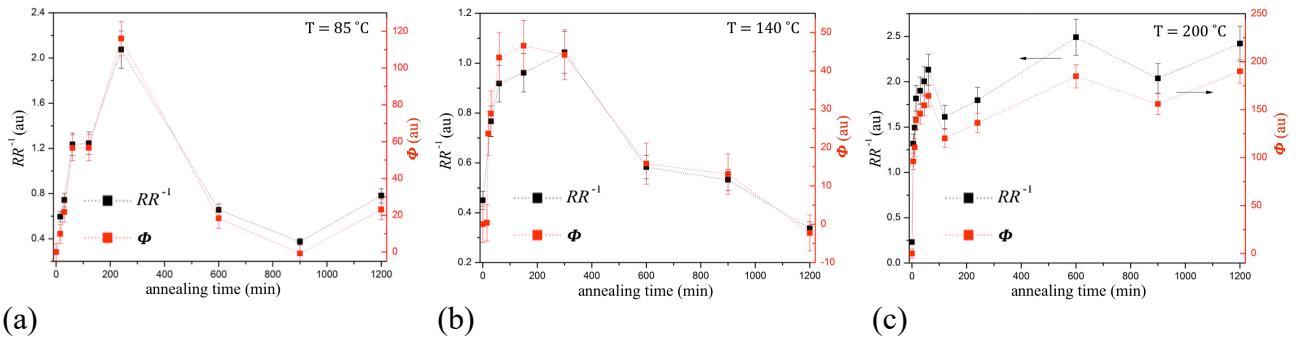 T = 85 °C
2.4
2.0
1.6
1.2
0.8
0.4
RR⁻¹
120
100
80
60
40
20
0
Φ (au)
RR⁻¹ (au)
Φ
0 200 400 600 800 1000 1200
annealing time (min)
(a)
T = 140 °C
1.2
1.0
0.8
0.6
0.4
0.2
RR⁻¹ (au)
50
40
30
20
10
0
-10
Φ (au)
RR⁻¹
Φ
0 200 400 600 800 1000 1200
annealing time (min)
(b)
T = 200 °C
2.5
2.0
1.5
1.0
0.5
0.0
RR⁻¹ (au)
250
200
150
100
50
0
Φ (au)
RR⁻¹
Φ
0 200 400 600 800 1000 1200
annealing time (min)
(c)